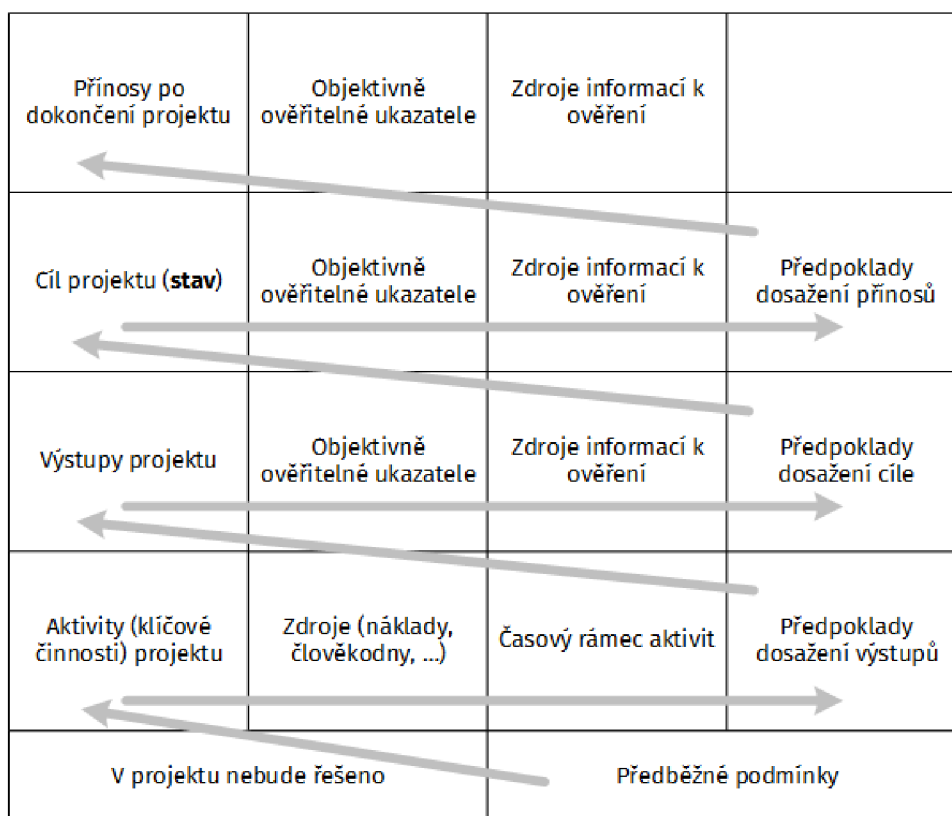 Přínosy po
dokončení projektu
Objektivně
ověřitelné ukazatele
Zdroje informací k
ověření
Cíl projektu (stav)
Objektivně
ověřitelné ukazatele
Zdroje informací k
ověření
Předpoklady
dosažení přínosů
Výstupy projektu
Objektivně
ověřitelné ukazatele
Zdroje informací k
ověření
Předpoklady
dosažení cíle
Aktivity (klíčové
činnosti) projektu
Zdroje (náklady,
člověkodny, ...)
Časový rámec aktivit
Předpoklady
dosažení výstupů
V projektu nebude řešeno
Předběžné podmínky